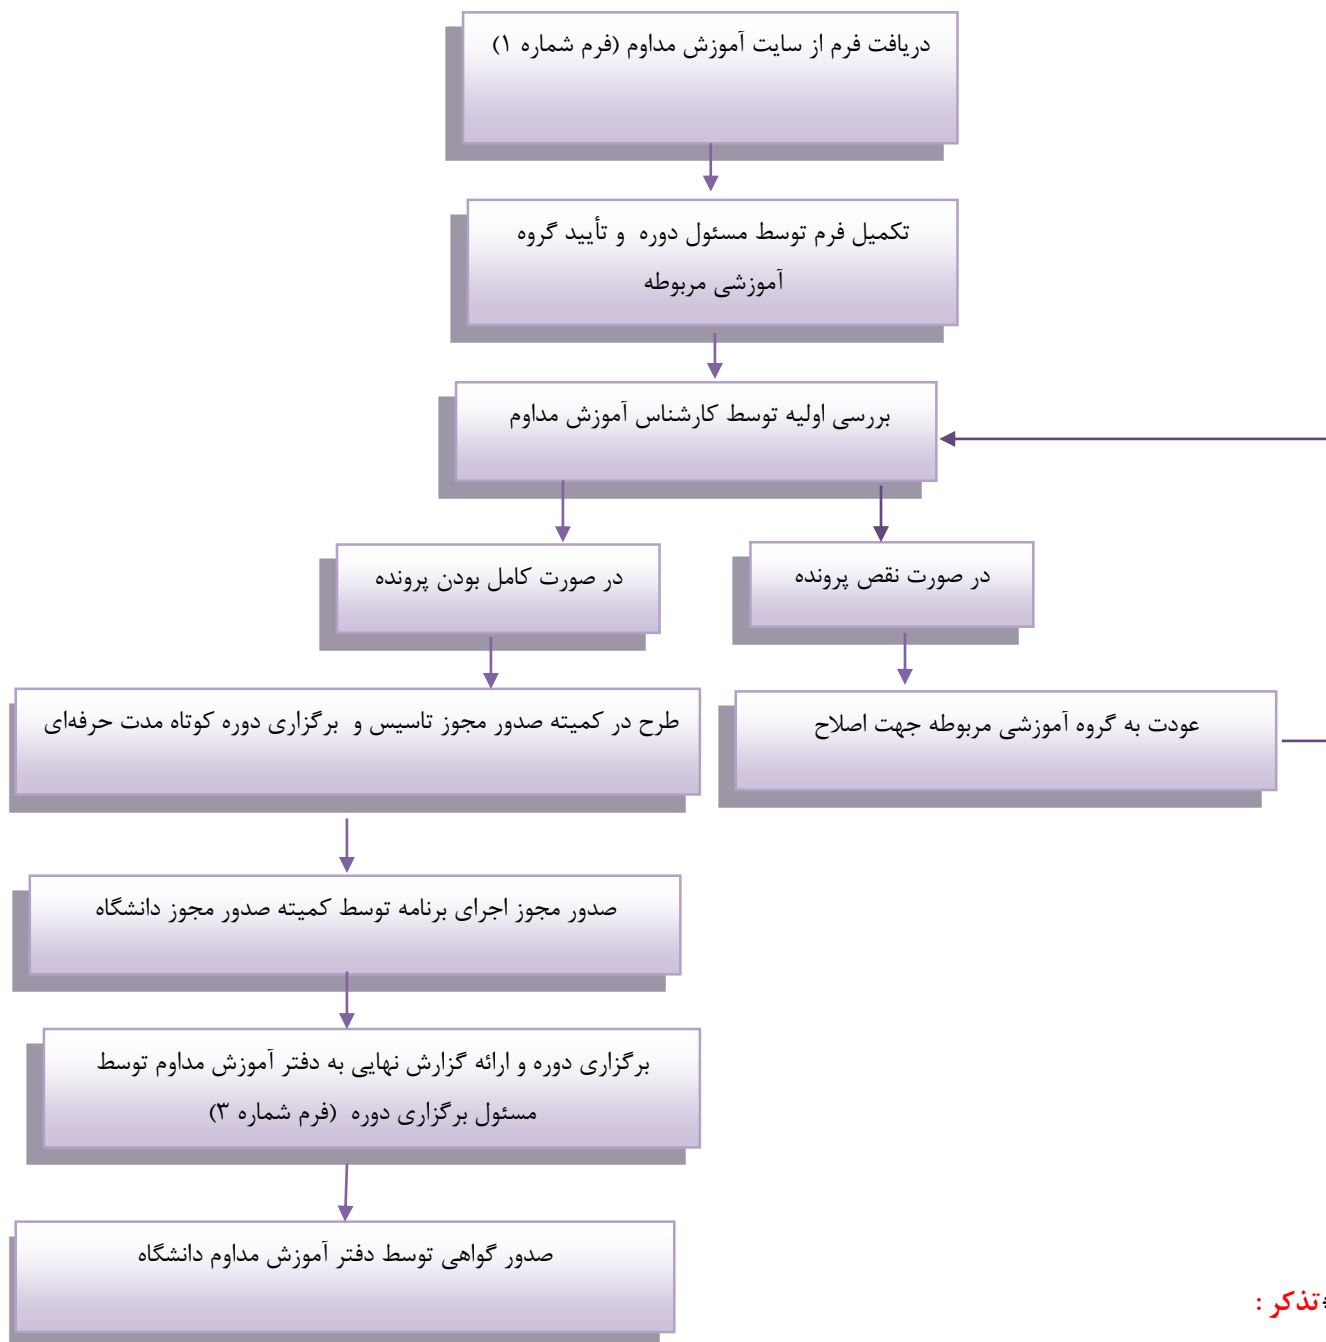 دریافت فرم از سایت آموزش مداوم (فرم شماره ۱)
تکمیل فرم توسط مسئول دوره و تأیید گروه
آموزشی مربوطه
بررسی اولیه توسط کارشناس آموزش مداوم
در صورت نقص پرونده
در صورت کامل بودن پرونده
عودت به گروه آموزشی مربوطه جهت اصلاح
طرح در کمیته صدور مجوز تاسیس و برگزاری دوره کوتاه مدت حرفه‌ای
صدور مجوز اجرای برنامه توسط کمیته صدور مجوز دانشگاه
برگزاری دوره و ارائه گزارش نهایی به دفتر آموزش مداوم توسط
مسئول برگزاری دوره (فرم شماره ۳)
صدور گواهی توسط دفتر آموزش مداوم دانشگاه
*تذکر :